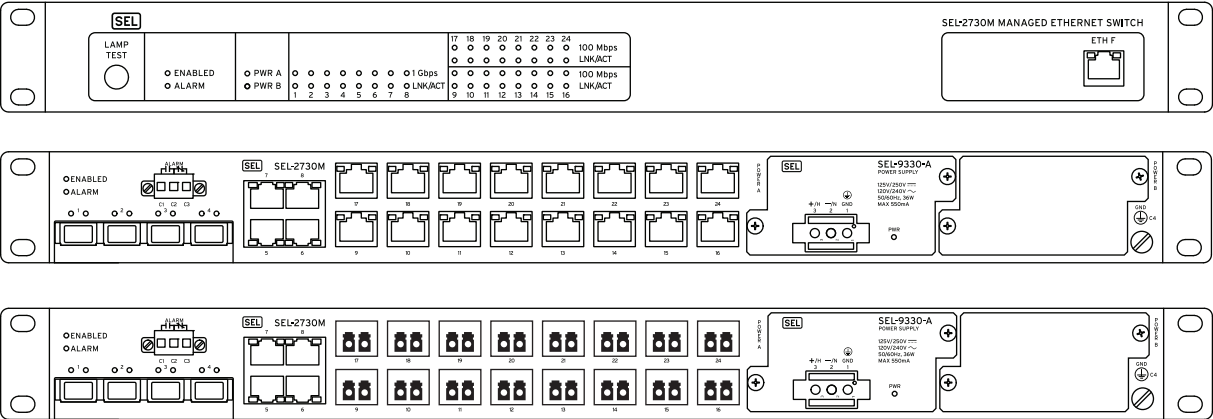 SEL
SEL-2730M MANAGED ETHERNET SWITCH
LAMP TEST
ENABLED
ALARM
PWR A
PWR B
1 Gbps
LNK/ACT
1 2 3 4 5 6 7 8
17 18 19 20 21 22 23 24
100 Mbps
LNK/ACT
100 Mbps
LNK/ACT
9 10 11 12 13 14 15 16
ETH F
ENABLED
ALARM
ALARM
C1 C2 C3
1 2 3 4
SEL SEL-2730M
7 8
5 6
17 18 19 20 21 22 23 24
9 10 11 12 13 14 15 16
POWER A
SEL
SEL-9330-A
POWER SUPPLY
125V/250V
120V/240V
50/60Hz, 36W
MAX 550mA
+/H —/N GND
3 2 1
PWR
POWER B
GND
C4
ENABLED
ALARM
ALARM
C1 C2 C3
1 2 3 4
SEL SEL-2730M
7 8
5 6
17 18 19 20 21 22 23 24
9 10 11 12 13 14 15 16
POWER A
SEL
SEL-9330-A
POWER SUPPLY
125V/250V
120V/240V
50/60Hz, 36W
MAX 550mA
+/H —/N GND
3 2 1
PWR
POWER B
GND
C4